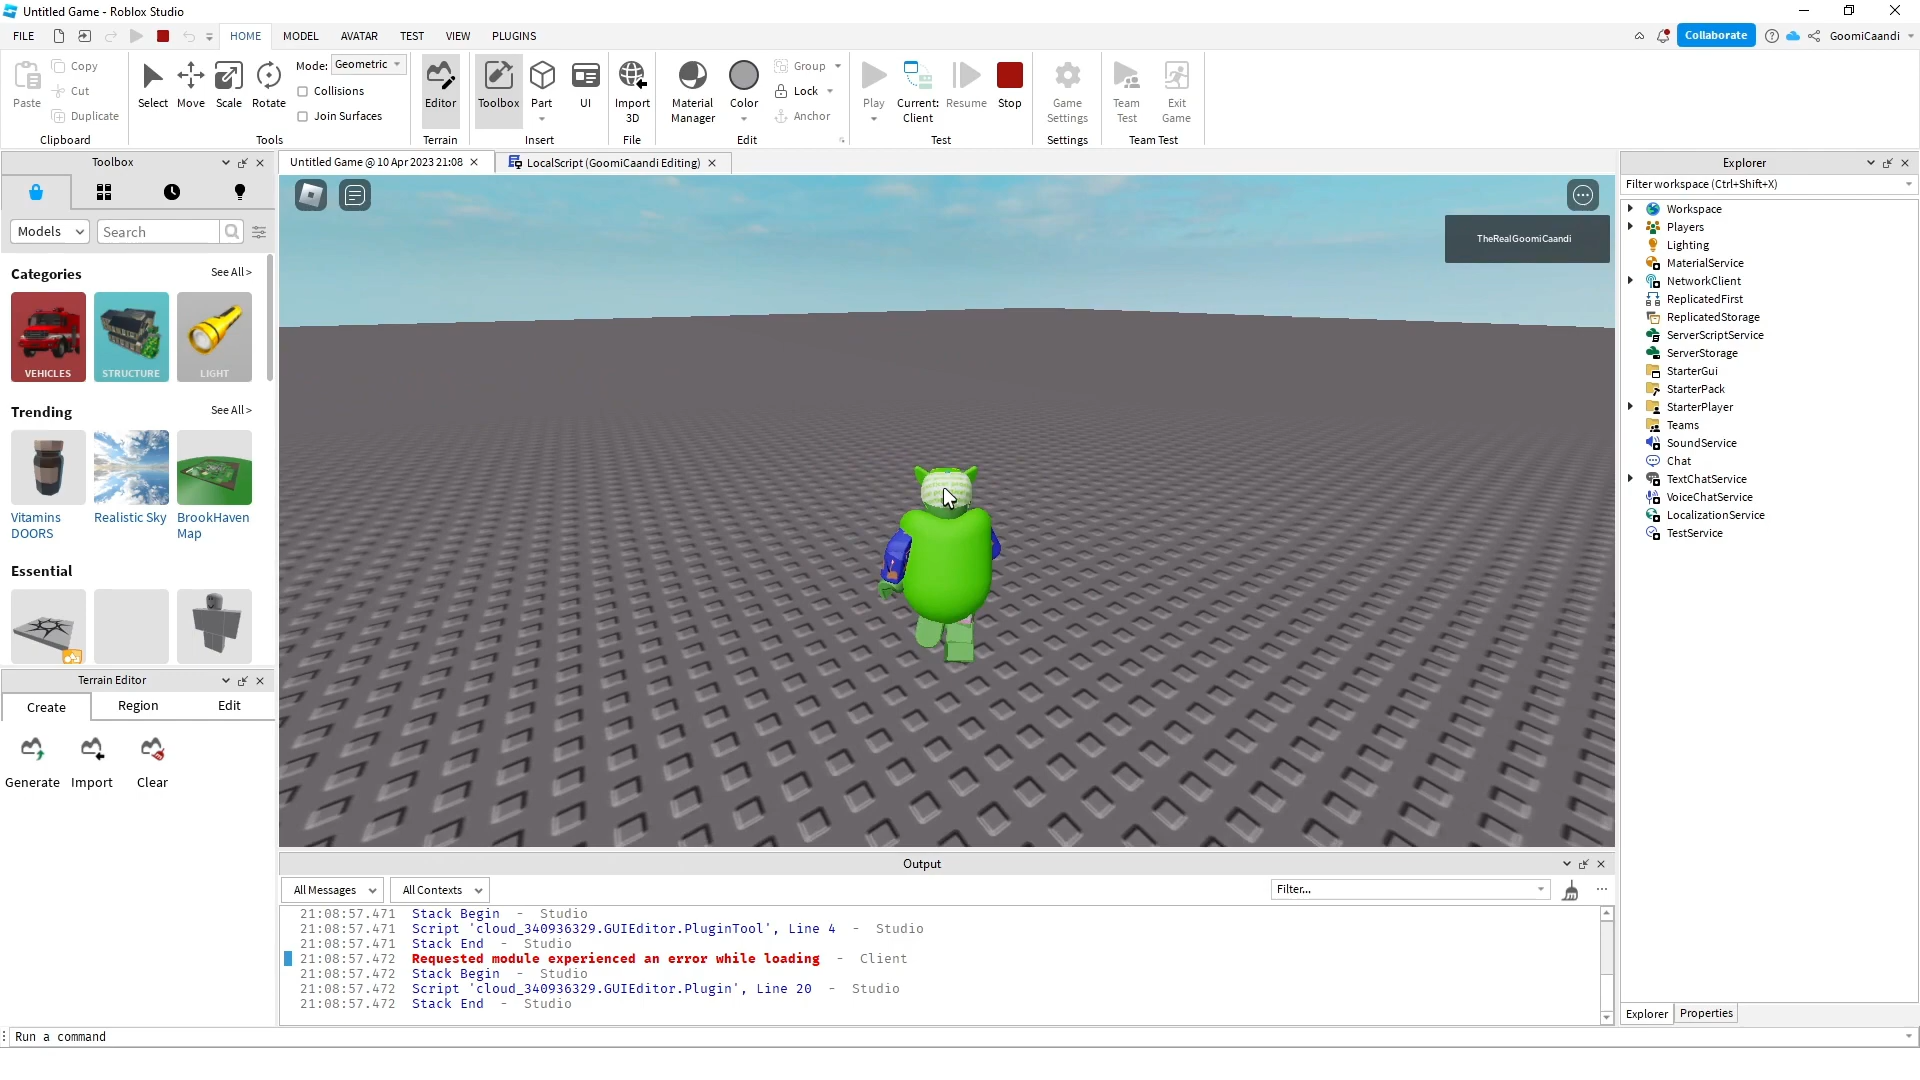 Untitled Game - Roblox Studio
FILE HOME MODEL AVATAR TEST VIEW PLUGINS Collaborate GoomiCaandi
Paste
Copy
Cut
Duplicate
Clipboard
Select Move Scale Rotate
Mode: Geometric
Collisions
Join Surfaces
Tools
Editor
Terrain
Toolbox Part UI
Insert
Import
3D
File
Material
Manager
Color
Group
Lock
Anchor
Edit
Play
Current:
Client
Resume
Stop
Test
Game
Settings
Settings
Team
Test
Exit
Game
Team Test
Toolbox
Models Search
Categories See All >
VEHICLES STRUCTURE LIGHT
Trending See All >
Vitamins
DOORS
Realistic Sky
BrookHaven
Map
Essential
Terrain Editor
Create Region Edit
Generate Import Clear
Untitled Game @ 10 Apr 2023 21:08
LocalScript (GoomiCaandi Editing)
TheRealGoomiCaandi
Output
All Messages All Contexts Filter...
21:08:57.471 Stack Begin - Studio
21:08:57.471 Script 'cloud_340936329.GUIEditor.PluginTool', Line 4 - Studio
21:08:57.471 Stack End - Studio
21:08:57.472 Requested module experienced an error while loading - Client
21:08:57.472 Stack Begin - Studio
21:08:57.472 Script 'cloud_340936329.GUIEditor.Plugin', Line 20 - Studio
21:08:57.472 Stack End - Studio
Explorer
Filter workspace (Ctrl+Shift+X)
Workspace
Players
Lighting
MaterialService
NetworkClient
ReplicatedFirst
ReplicatedStorage
ServerScriptService
ServerStorage
StarterGui
StarterPack
StarterPlayer
Teams
SoundService
Chat
TextChatService
VoiceChatService
LocalizationService
TestService
Explorer Properties
Run a command